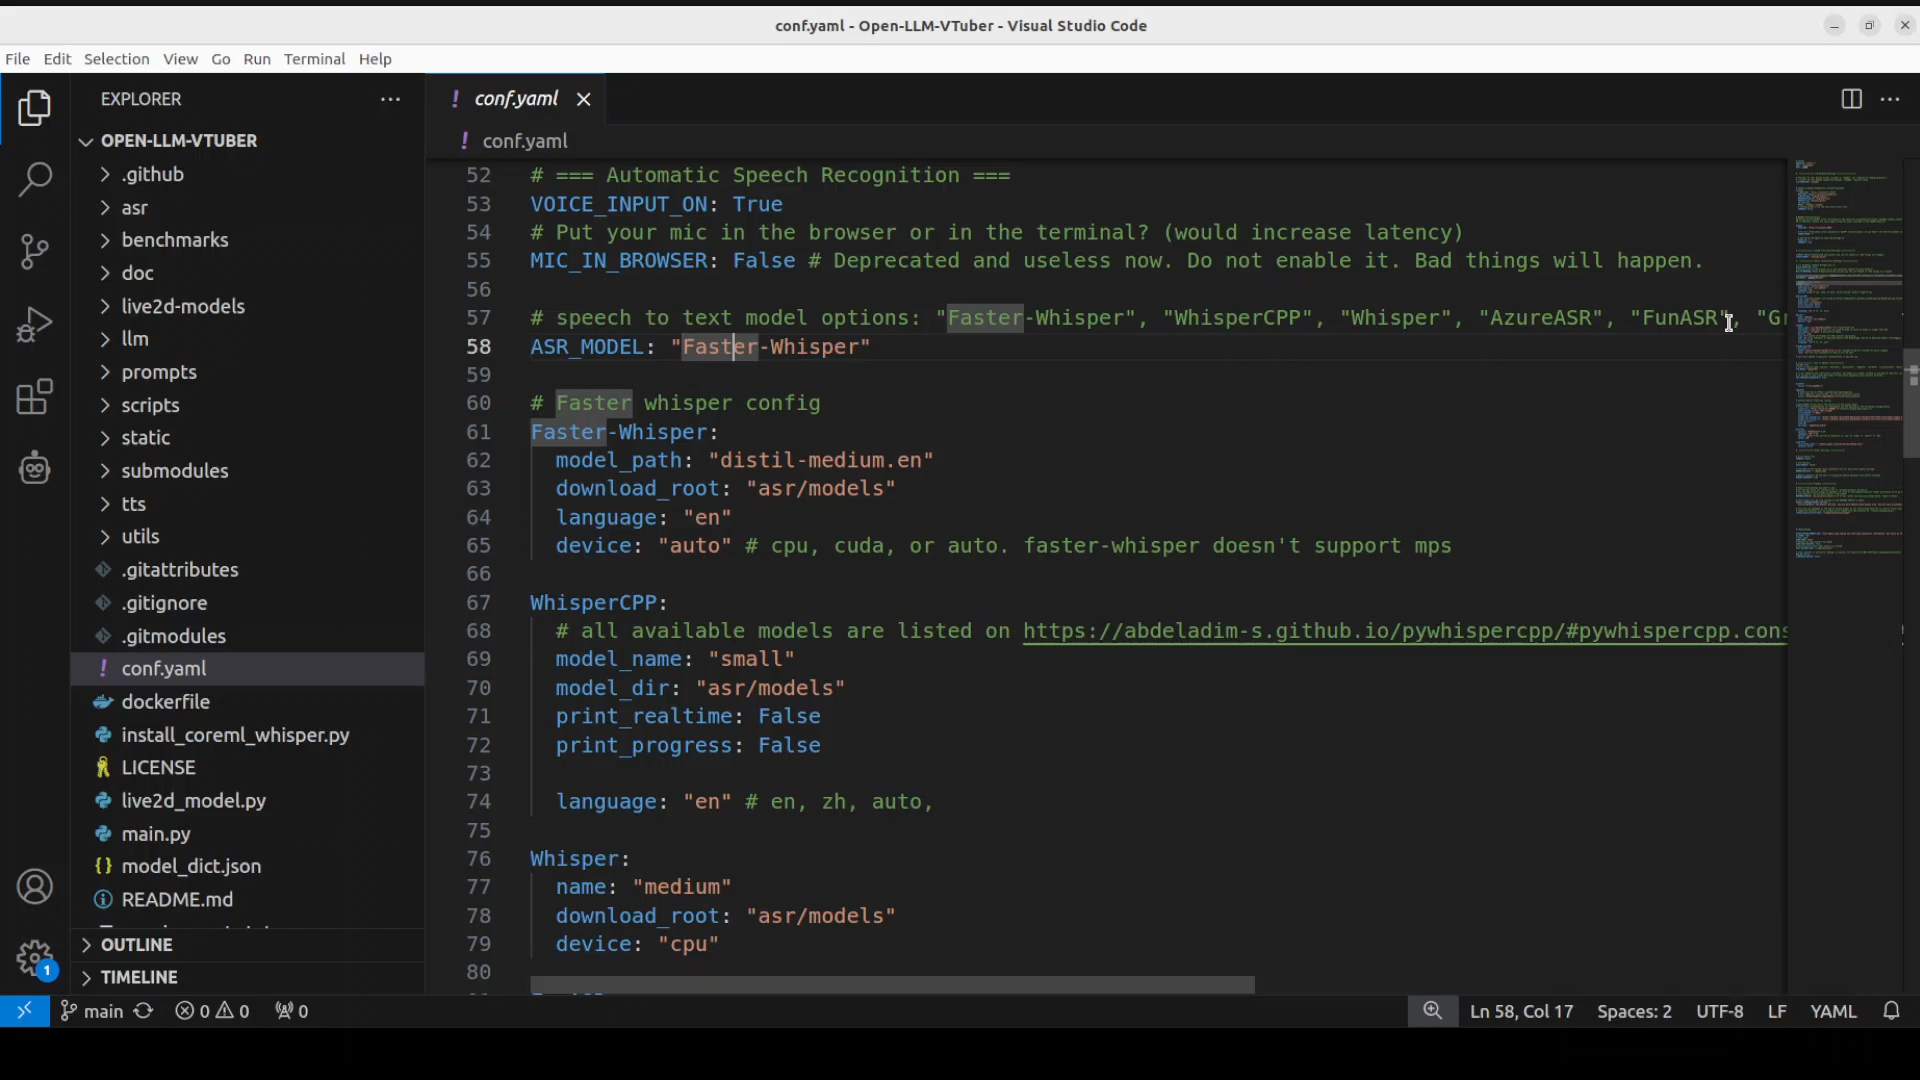 conf.yaml - Open-LLM-VTuber - Visual Studio Code
File Edit Selection View Go Run Terminal Help
EXPLORER
OPEN-LLM-VTUBER
.github
asr
benchmarks
doc
live2d-models
llm
prompts
scripts
static
submodules
tts
utils
.gitattributes
.gitignore
.gitmodules
conf.yaml
dockerfile
install_coreml_whisper.py
LICENSE
live2d_model.py
main.py
model_dict.json
README.md
OUTLINE
TIMELINE
conf.yaml
conf.yaml
52 # === Automatic Speech Recognition ===
53 VOICE_INPUT_ON: True
54 # Put your mic in the browser or in the terminal? (would increase latency)
55 MIC_IN_BROWSER: False # Deprecated and useless now. Do not enable it. Bad things will happen.
56
57 # speech to text model options: "Faster-Whisper", "WhisperCPP", "Whisper", "AzureASR", "FunASR", "Gr
58 ASR_MODEL: "Faster-Whisper"
59
60 # Faster whisper config
61 Faster-Whisper:
62 model_path: "distil-medium.en"
63 download_root: "asr/models"
64 language: "en"
65 device: "auto" # cpu, cuda, or auto. faster-whisper doesn't support mps
66
67 WhisperCPP:
68 # all available models are listed on https://abdeladim-s.github.io/pywhispercpp/#pywhispercpp.cons
69 model_name: "small"
70 model_dir: "asr/models"
71 print_realtime: False
72 print_progress: False
73
74 language: "en" # en, zh, auto,
75
76 Whisper:
77 name: "medium"
78 download_root: "asr/models"
79 device: "cpu"
80
1
main 0 0 0 Ln 58, Col 17 Spaces: 2 UTF-8 LF YAML